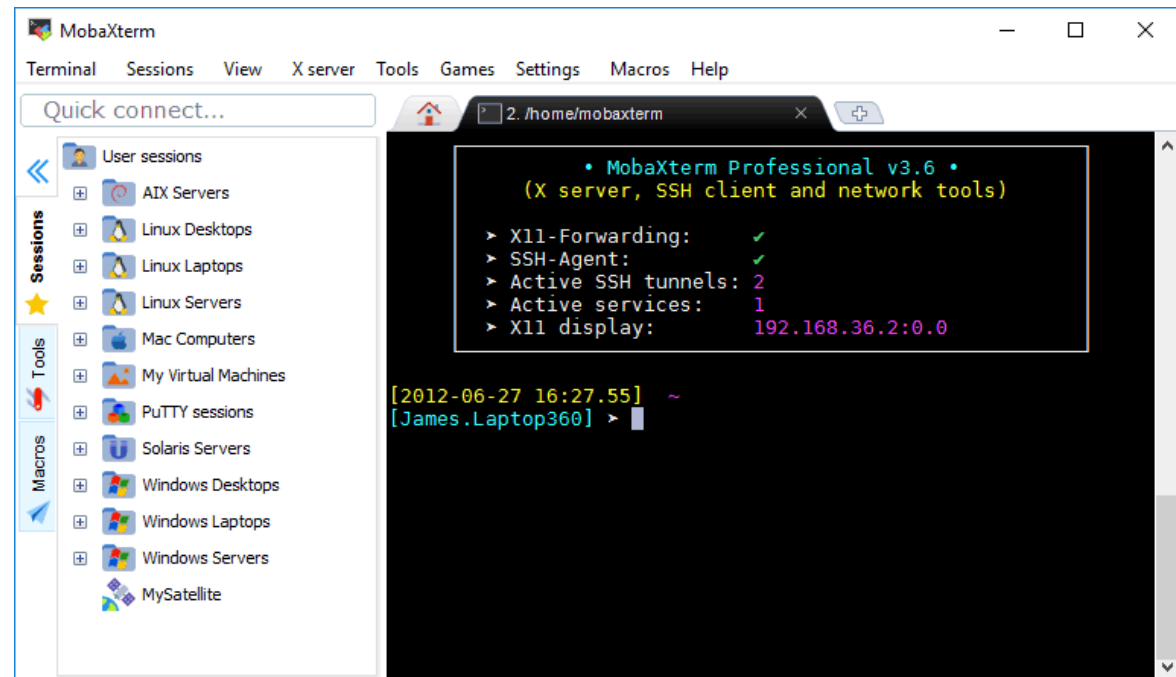 MobaXterm
Terminal Sessions View X server Tools Games Settings Macros Help
Quick connect...
2. /home/mobaxterm
Sessions
Tools
Macros
User sessions
AIX Servers
Linux Desktops
Linux Laptops
Linux Servers
Mac Computers
My Virtual Machines
PuTTY sessions
Solaris Servers
Windows Desktops
Windows Laptops
Windows Servers
MySatellite
• MobaXterm Professional v3.6 •
(X server, SSH client and network tools)
➤ X11-Forwarding: ✔
➤ SSH-Agent: ✔
➤ Active SSH tunnels: 2
➤ Active services: 1
➤ X11 display: 192.168.36.2:0.0
[2012-06-27 16:27.55] ~
[James.Laptop360] ➤